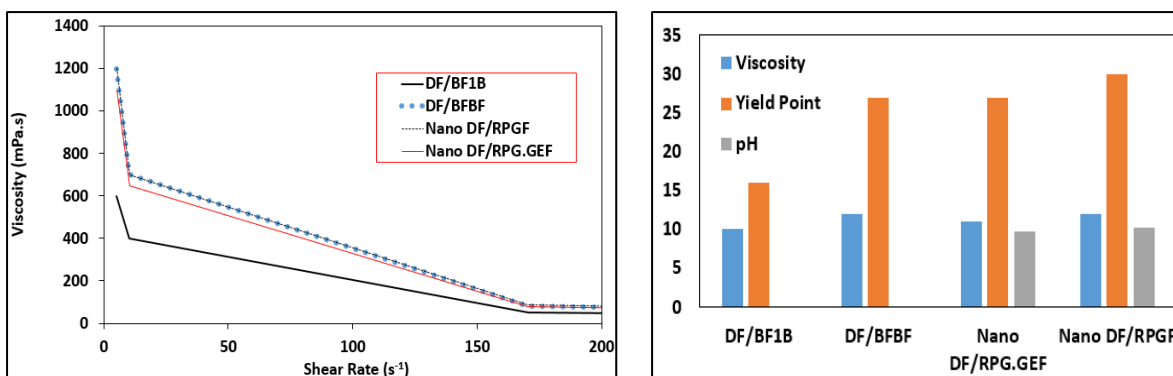 1400
1200
1000
800
600
400
200
0
Viscosity (mPa.s)
DF/BF1B
DF/BFBF
Nano DF/RPGF
Nano DF/RPG.GEF
0 50 100 150 200
Shear Rate (s⁻¹)
35
30
25
20
15
10
5
0
Viscosity
Yield Point
pH
DF/BF1B DF/BFBF Nano Nano DF/RPGF
DF/RPG.GEF